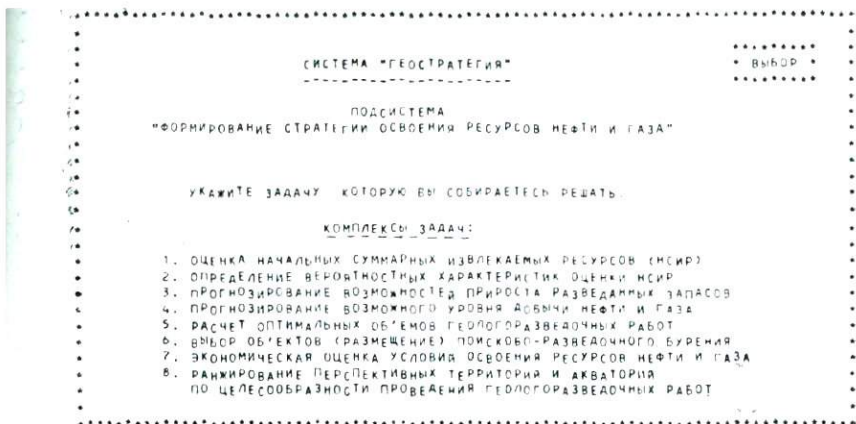 СИСТЕМА "ГЕОСТРАТЕГИЯ"
ВЫБОР
ПОДСИСТЕМА
"ФОРМИРОВАНИЕ СТРАТЕГИИ ОСВОЕНИЯ РЕСУРСОВ НЕФТИ И ГАЗА"
УКАЖИТЕ ЗАДАЧУ КОТОРУЮ ВЫ СОБИРАЕТЕСЬ РЕШАТЬ.
КОМПЛЕКСЫ ЗАДАЧ:
1. ОЦЕНКА НАЧАЛЬНЫХ СУММАРНЫХ ИЗВЛЕКАЕМЫХ РЕСУРСОВ (НСИР)
2. ОПРЕДЕЛЕНИЕ ВЕРОЯТНОСТНЫХ ХАРАКТЕРИСТИК ОЦЕНКИ НСИР
3. ПРОГНОЗИРОВАНИЕ ВОЗМОЖНОСТЕЙ ПРИРОСТА РАЗВЕДАННЫХ ЗАПАСОВ
4. ПРОГНОЗИРОВАНИЕ ВОЗМОЖНОГО УРОВНЯ ДОБЫЧИ НЕФТИ И ГАЗА
5. РАСЧЕТ ОПТИМАЛЬНЫХ ОБ'ЕМОВ ГЕОЛОГОРАЗВЕДОЧНЫХ РАБОТ
6. ВЫБОР ОБ'ЕКТОВ (РАЗМЕЩЕНИЕ) ПОИСКОВО-РАЗВЕДОЧНОГО БУРЕНИЯ
7. ЭКОНОМИЧЕСКАЯ ОЦЕНКА УСЛОВИЙ ОСВОЕНИЯ РЕСУРСОВ НЕФТИ И ГАЗА
8. РАНЖИРОВАНИЕ ПЕРСПЕКТИВНЫХ ТЕРРИТОРИЙ И АКВАТОРИЙ
ПО ЦЕЛЕСООБРАЗНОСТИ ПРОВЕДЕНИЯ ГЕОЛОГОРАЗВЕДОЧНЫХ РАБОТ